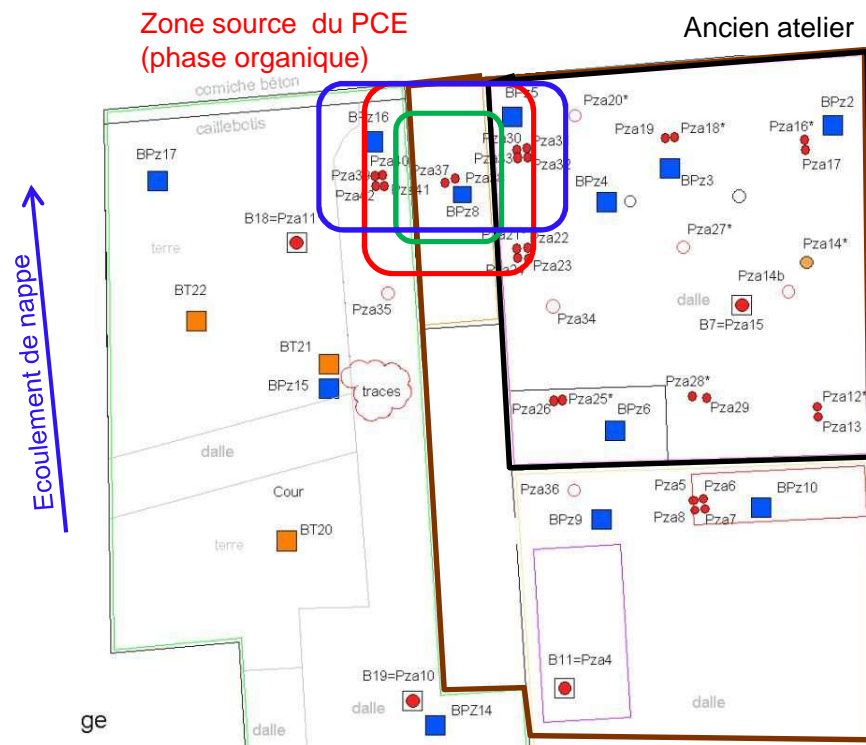 Zone source du PCE
(phase organique)
Ancien atelier
corniche béton
caillebotis
BPz16
BPz5
Pza20*
BPz2
BPz17
Pza30
Pza19
Pza18*
Pza16*
Pza17
Pza40
Pza37
Pza32
BPz3
Pza41
Pza42
BPz8
BPz4
B18=Pza11
terre
Pza21*
Pza22
Pza27*
Pza14*
Pza23
Pza14b
BT22
Pza35
Pza34
dalle
B7=Pza15
BT21
BPz15
traces
Pza28*
Pza12*
Pza26
Pza25*
Pza29
Pza13
BPz6
dalle
Ecoulement de nappe
Cour
Pza36
Pza5
Pza6
BPz10
BPz9
Pza8
Pza7
terre
BT20
B19=Pza10
B11=Pza4
dalle
dalle
ge
dalle
BPZ14